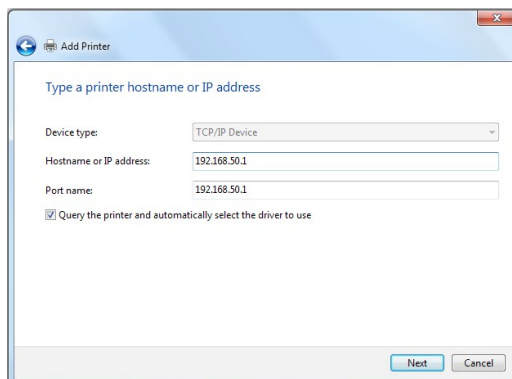 Add Printer
Type a printer hostname or IP address
Device type: TCP/IP Device
Hostname or IP address: 192.168.50.1
Port name: 192.168.50.1
Query the printer and automatically select the driver to use
Next Cancel